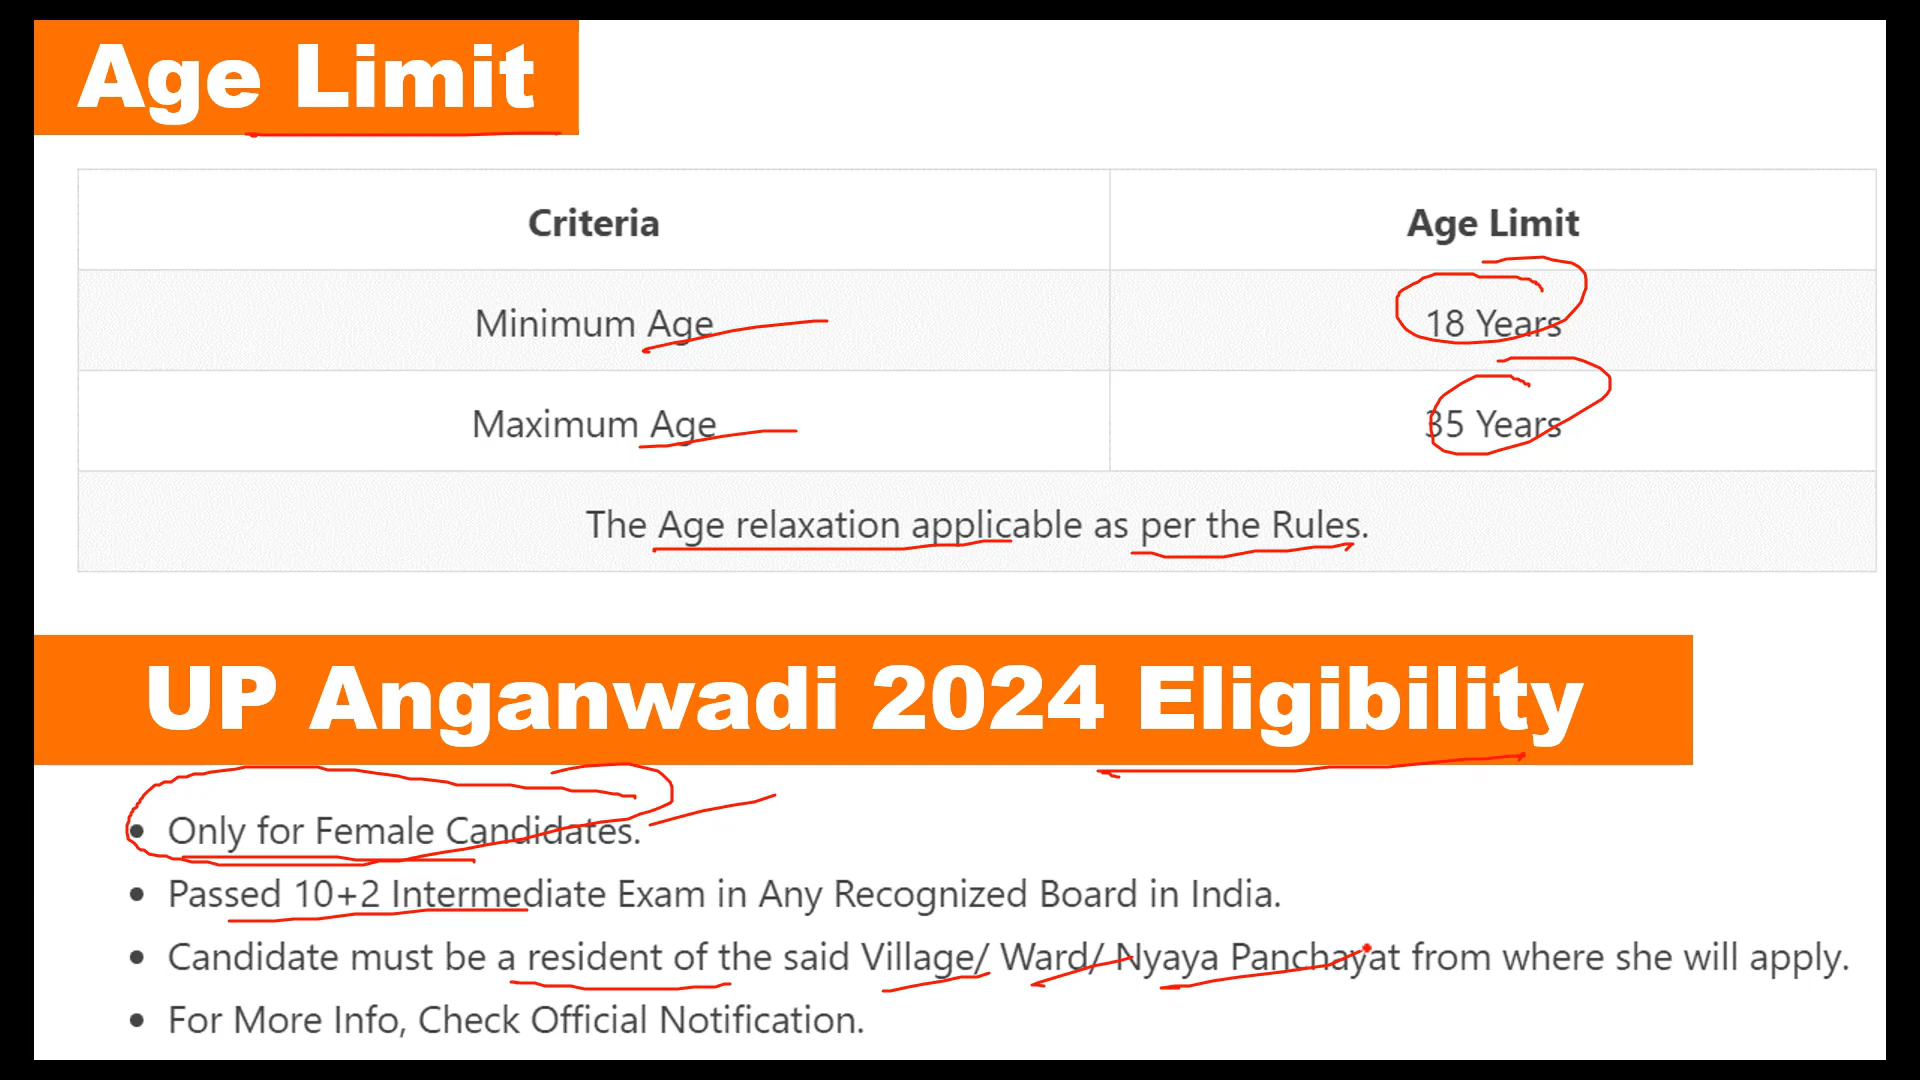 Age Limit
Criteria Age Limit
Minimum Age 18 Years
Maximum Age 35 Years
The Age relaxation applicable as per the Rules.
UP Anganwadi 2024 Eligibility
• Only for Female Candidates.
• Passed 10+2 Intermediate Exam in Any Recognized Board in India.
• Candidate must be a resident of the said Village/ Ward/ Nyaya Panchayat from where she will apply.
• For More Info, Check Official Notification.